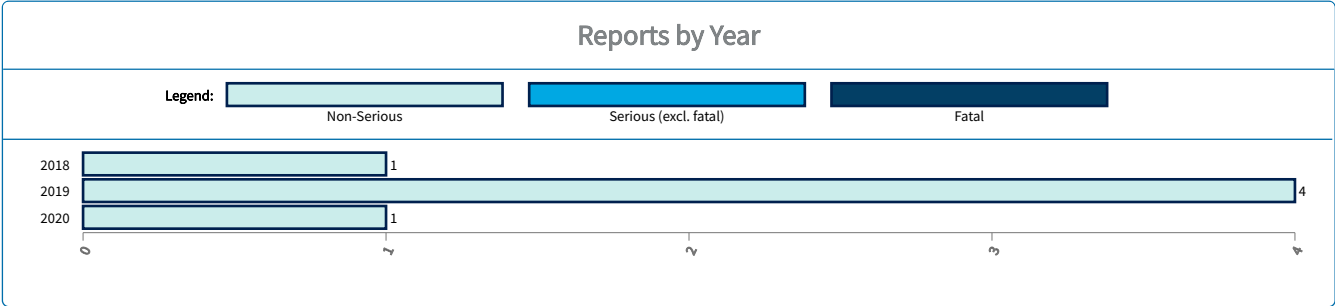 Reports by Year
Legend:
Non-Serious Serious (excl. fatal) Fatal
2018 1
2019 4
2020 1
0 1 2 3 4